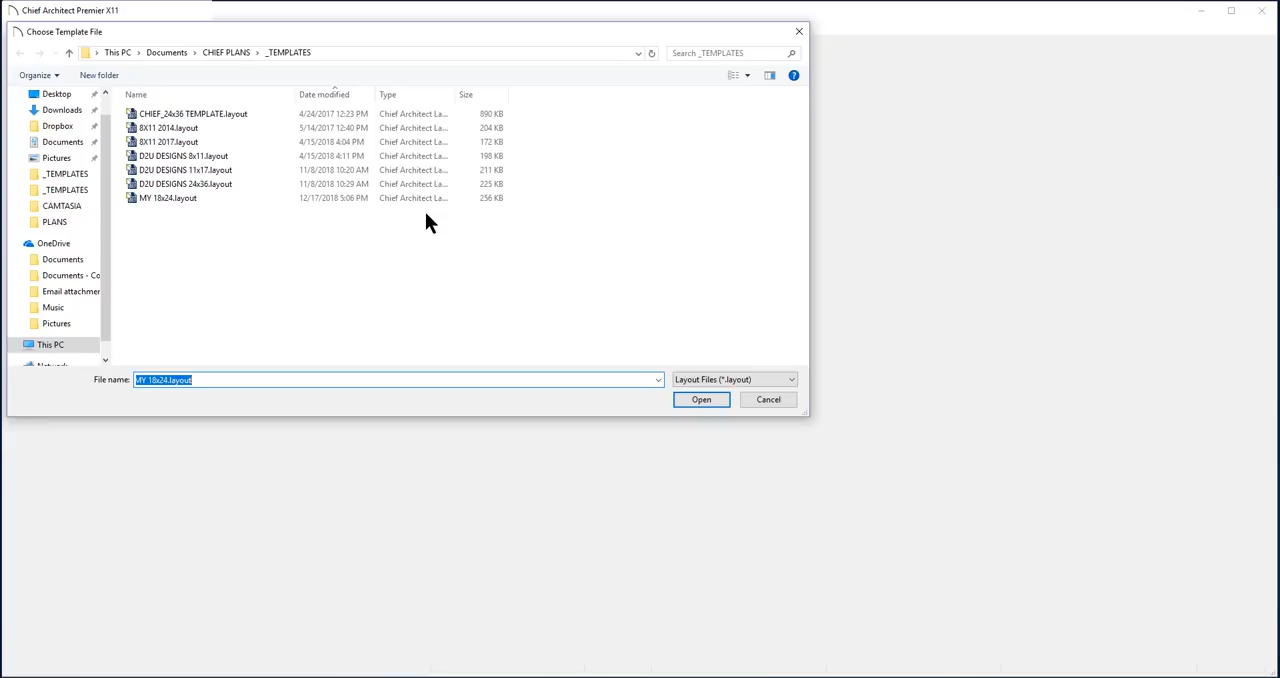 Chief Architect Premier X11
Choose Template File
This PC › Documents › CHIEF PLANS › _TEMPLATES
Search _TEMPLATES
Organize
New folder
Name Date modified Type Size
Desktop
Downloads
Dropbox
Documents
Pictures
_TEMPLATES
_TEMPLATES
CAMTASIA
PLANS
OneDrive
Documents
Documents - Co
Email attachmer
Music
Pictures
This PC
Network
CHIEF_24x36 TEMPLATE.layout 4/24/2017 12:23 PM Chief Architect La... 890 KB
8X11 2014.layout 5/14/2017 12:40 PM Chief Architect La... 204 KB
8X11 2017.layout 4/15/2018 4:04 PM Chief Architect La... 172 KB
D2U DESIGNS 8x11.layout 4/15/2018 4:11 PM Chief Architect La... 198 KB
D2U DESIGNS 11x17.layout 11/8/2018 10:20 AM Chief Architect La... 211 KB
D2U DESIGNS 24x36.layout 11/8/2018 10:29 AM Chief Architect La... 225 KB
MY 18x24.layout 12/17/2018 5:06 PM Chief Architect La... 256 KB
File name: MY 18x24.layout
Layout Files (*.layout)
Open
Cancel